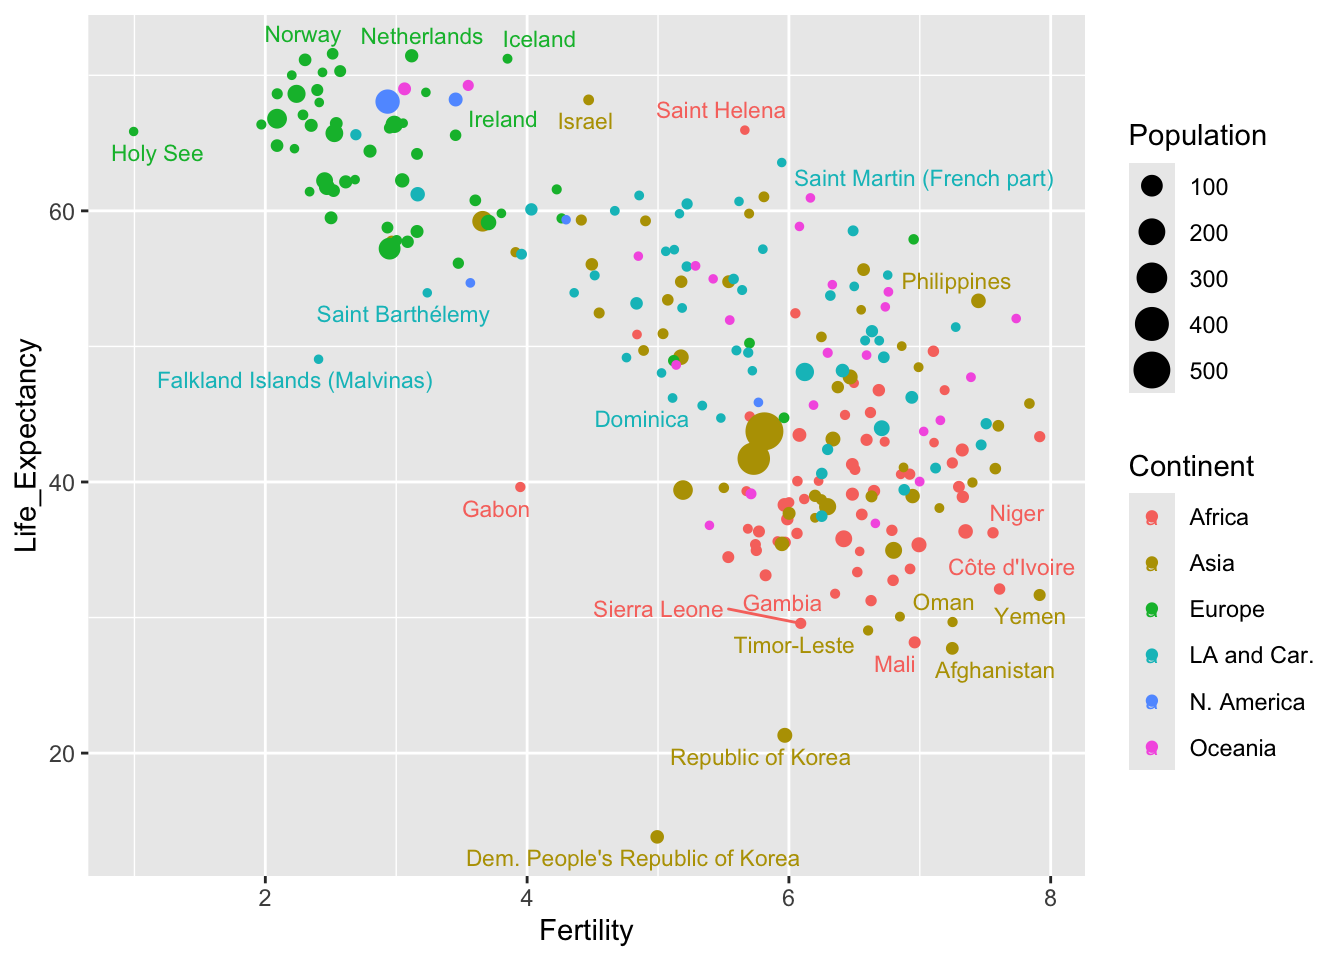 Norway
Netherlands
Iceland
Holy See
Ireland
Israel
Saint Helena
Saint Martin (French part)
Philippines
Saint Barthélemy
Falkland Islands (Malvinas)
Dominica
Gabon
Niger
Côte d'Ivoire
Sierra Leone
Gambia
Oman
Yemen
Timor-Leste
Mali
Afghanistan
Republic of Korea
Dem. People's Republic of Korea
60
40
20
Life_Expectancy
2
4
6
8
Fertility
Population
100
200
300
400
500
Continent
a Africa
a Asia
a Europe
a LA and Car.
a N. America
a Oceania